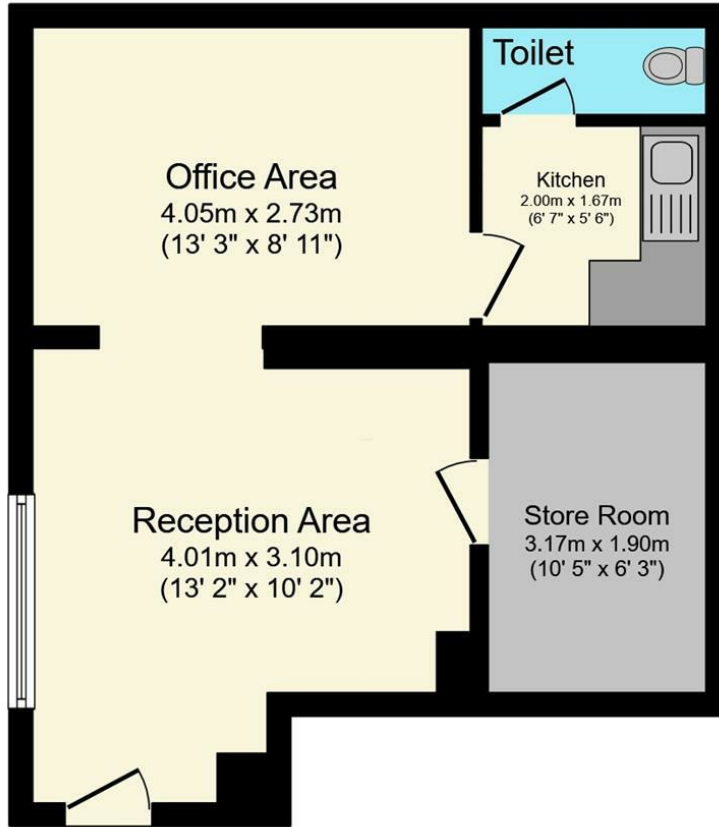 Toilet
Office Area
4.05m x 2.73m
(13' 3" x 8' 11")
Kitchen
2.00m x 1.67m
(6' 7" x 5' 6")
Reception Area
4.01m x 3.10m
(13' 2" x 10' 2")
Store Room
3.17m x 1.90m
(10' 5" x 6' 3")